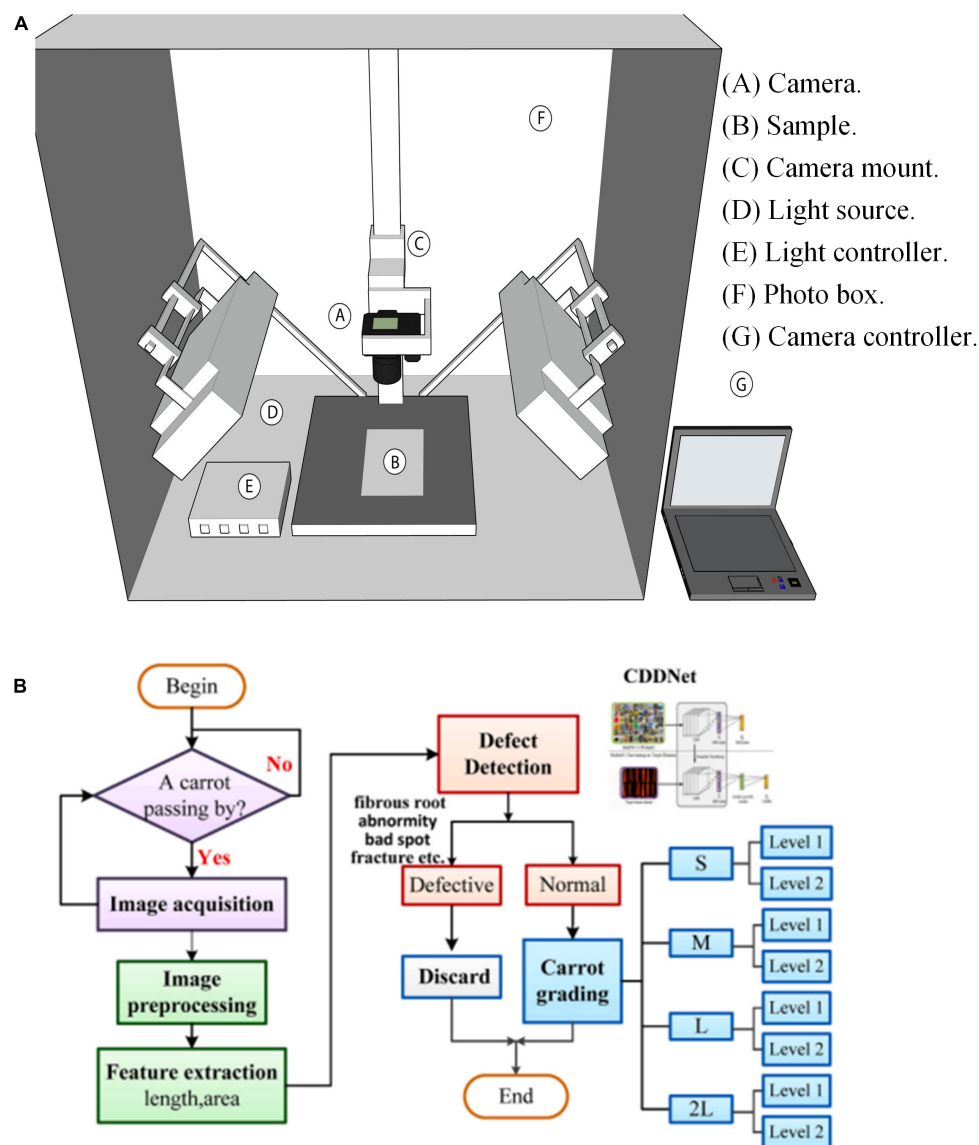 A
(A) Camera.
(B) Sample.
(C) Camera mount.
(D) Light source.
(E) Light controller.
(F) Photo box.
(G) Camera controller.
F
C
A
G
D
B
E
B
Begin
A carrot
passing by?
No
Yes
Image acquisition
Image
preprocessing
Feature extraction
length,area
Defect
Detection
fibrous root
abnormity
bad spot
fracture etc.
Defective
Normal
Discard
Carrot
grading
End
CDDNet
S
Level 1
Level 2
M
Level 1
Level 2
L
Level 1
Level 2
2L
Level 1
Level 2